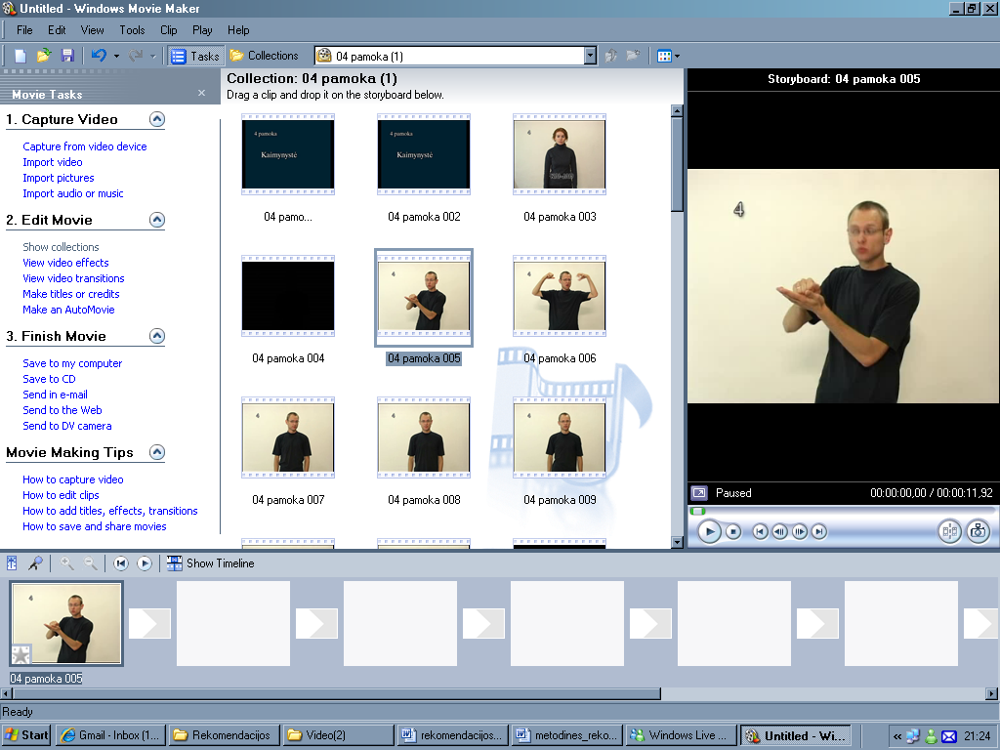 Untitled - Windows Movie Maker
File Edit View Tools Clip Play Help
Tasks Collections 04 pamoka (1)
Movie Tasks
1. Capture Video
Capture from video device
Import video
Import pictures
Import audio or music
2. Edit Movie
Show collections
View video effects
View video transitions
Make titles or credits
Make an AutoMovie
3. Finish Movie
Save to my computer
Save to CD
Send in e-mail
Send to the Web
Send to DV camera
Movie Making Tips
How to capture video
How to edit clips
How to add titles, effects, transitions
How to save and share movies
Collection: 04 pamoka (1)
Drag a clip and drop it on the storyboard below.
4 pamoka
Kaimynystė
4 pamoka
Kaimynystė
4
04 pamo...
04 pamoka 002
04 pamoka 003
4
4
04 pamoka 004
04 pamoka 005
04 pamoka 006
4
4
4
04 pamoka 007
04 pamoka 008
04 pamoka 009
Storyboard: 04 pamoka 005
4
Paused 00:00:00,00 / 00:00:11,92
Show Timeline
4
04 pamoka 005
Ready
Start Gmail - Inbox (1... Rekomendacijos Video(2) rekomendacijos... metodines_reko... Windows Live ... Untitled - Wi... « 21:24